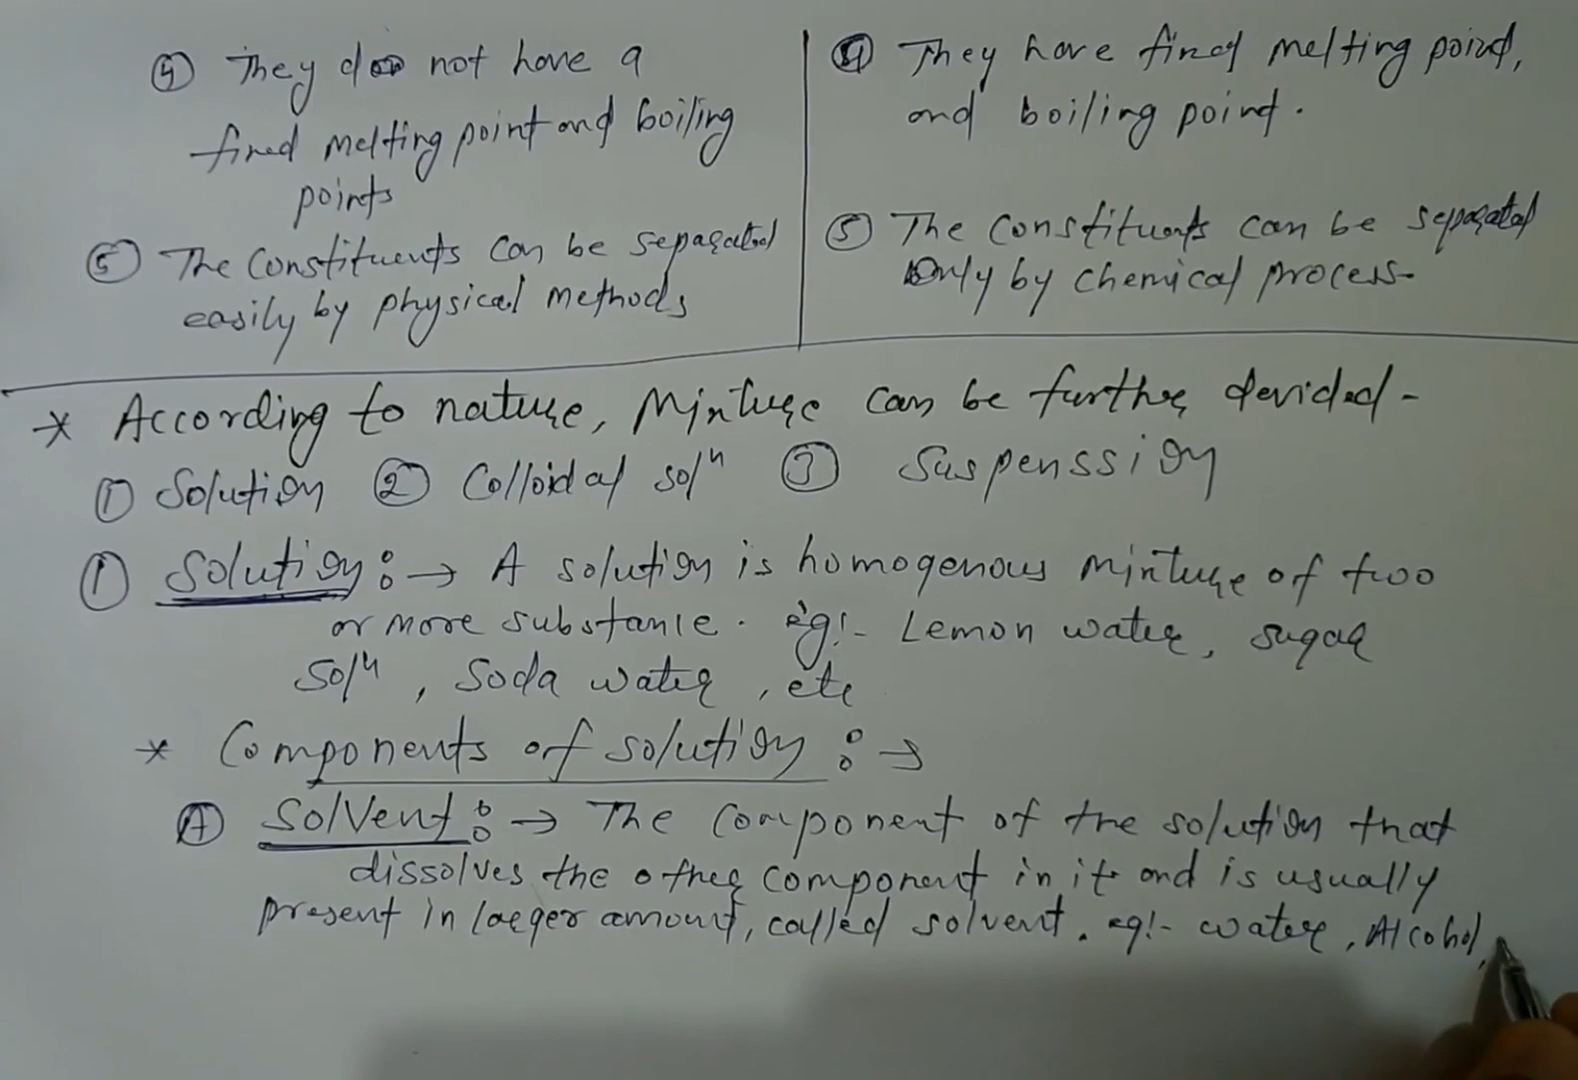 ④ They do not have a
fixed melting point and boiling
points
⑤ The Constituents can be separated
easily by physical methods
④ They have fixed melting point,
and boiling point.
⑤ The constituents can be separated
Only by chemical process-
* According to nature, Mixture can be further devided-
① Solution ② Colloidal solⁿ ③ Suspenssion
① Solution :→ A solution is homogenous mixture of two
or more substance. eg:- Lemon water, sugar
solⁿ, Soda water, etc
* Components of solution :→
Ⓐ Solvent :→ The component of the solution that
dissolves the other component in it and is usually
present in larger amount, called solvent. eg:- water, Alcohol,